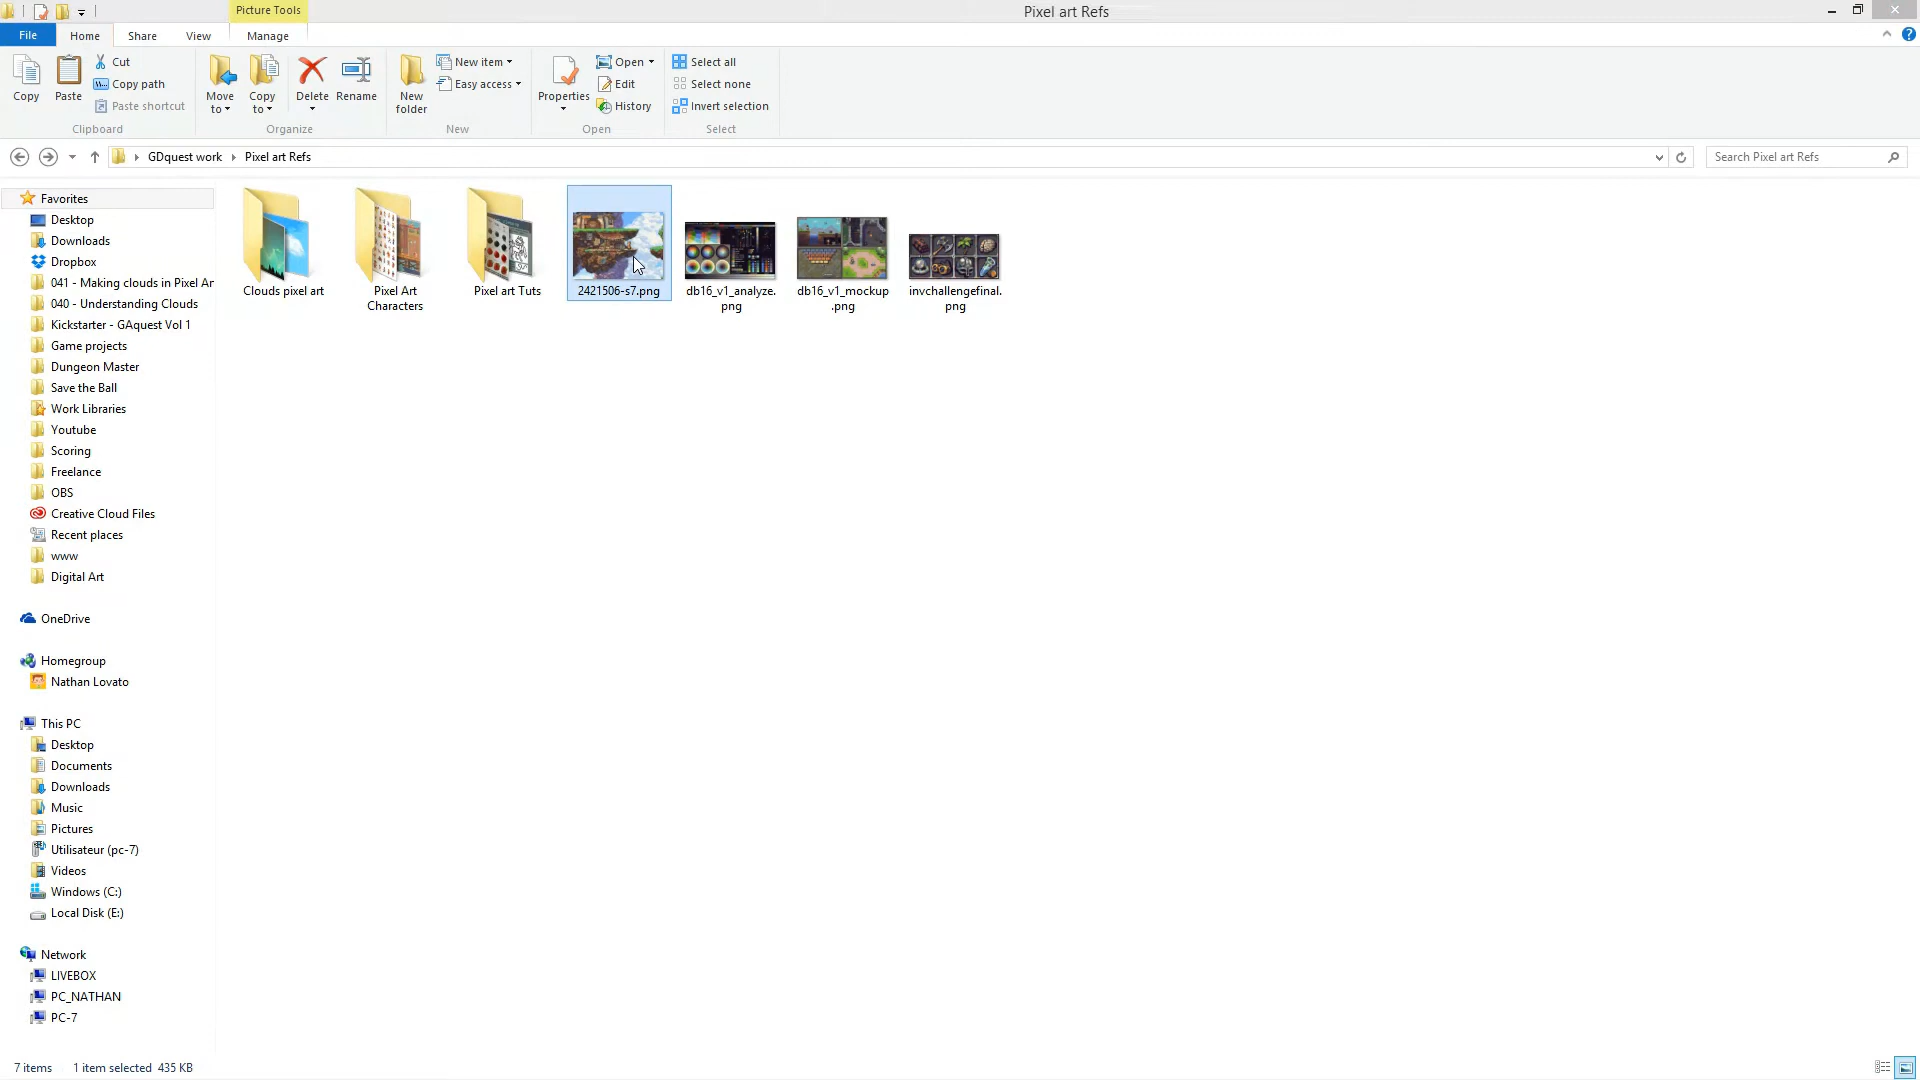 Picture Tools
Pixel art Refs
File
Home
Share
View
Manage
Copy
Paste
Cut
Copy path
Paste shortcut
Clipboard
Move to
Copy to
Delete
Rename
Organize
New folder
New item
Easy access
New
Properties
Open
Edit
History
Open
Select all
Select none
Invert selection
Select
GDquest work
Pixel art Refs
Search Pixel art Refs
Favorites
Desktop
Downloads
Dropbox
041 - Making clouds in Pixel Ar
040 - Understanding Clouds
Kickstarter - GAquest Vol 1
Game projects
Dungeon Master
Save the Ball
Work Libraries
Youtube
Scoring
Freelance
OBS
Creative Cloud Files
Recent places
www
Digital Art
OneDrive
Homegroup
Nathan Lovato
This PC
Desktop
Documents
Downloads
Music
Pictures
Utilisateur (pc-7)
Videos
Windows (C:)
Local Disk (E:)
Network
LIVEBOX
PC_NATHAN
PC-7
Clouds pixel art
Pixel Art
Characters
Pixel art Tuts
2421506-s7.png
db16_v1_analyze.
png
db16_v1_mockup
.png
invchallengefinal.
png
7 items
1 item selected 435 KB